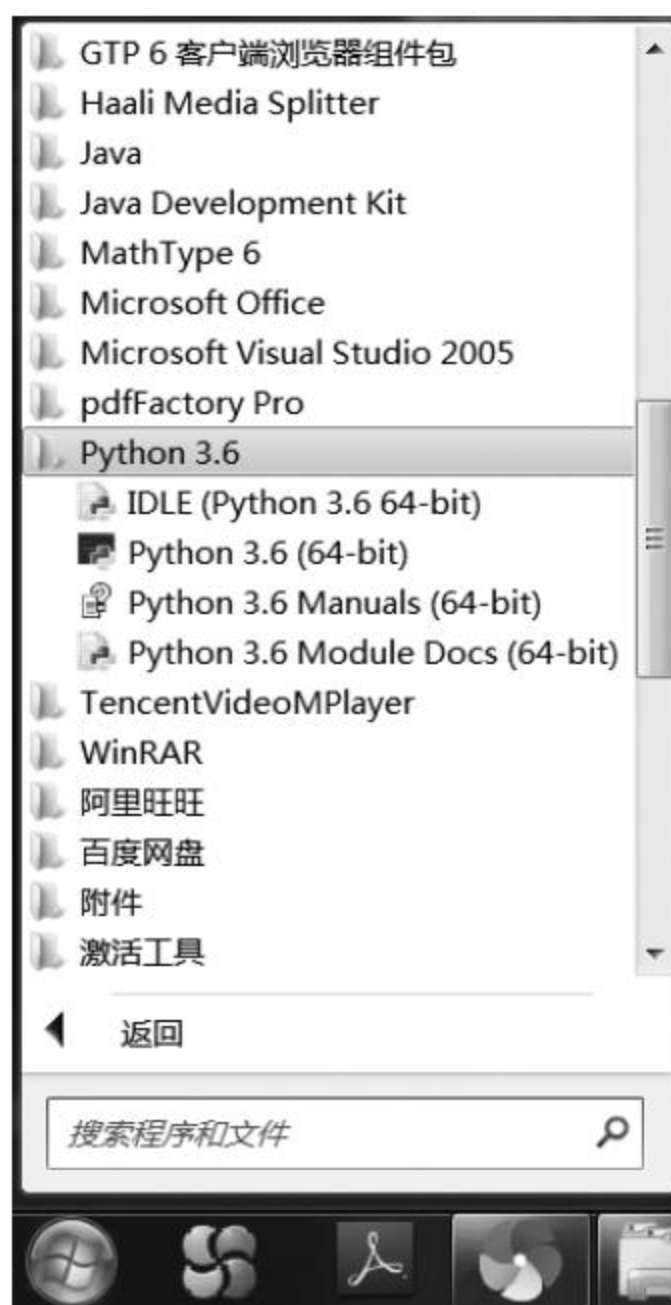 GTP 6 客户端浏览器组件包
Haali Media Splitter
Java
Java Development Kit
MathType 6
Microsoft Office
Microsoft Visual Studio 2005
pdfFactory Pro
Python 3.6
IDLE (Python 3.6 64-bit)
Python 3.6 (64-bit)
Python 3.6 Manuals (64-bit)
Python 3.6 Module Docs (64-bit)
TencentVideoMPlayer
WinRAR
阿里旺旺
百度网盘
附件
激活工具
返回
搜索程序和文件